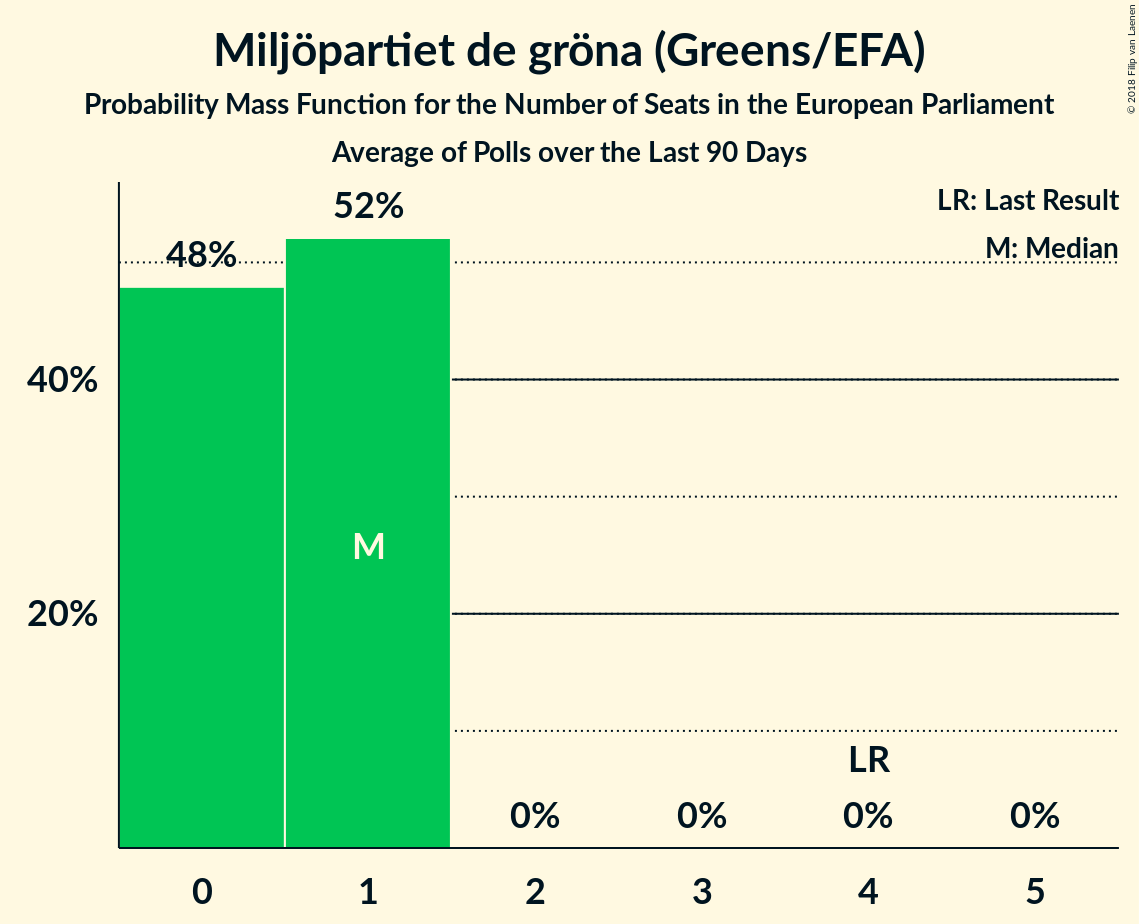 Miljöpartiet de gröna (Greens/EFA)
Probability Mass Function for the Number of Seats in the European Parliament
Average of Polls over the Last 90 Days
© 2018 Filip van Laenen
LR: Last Result
M: Median
52%
48%
40%
M
20%
LR
0% 0% 0% 0%
0 1 2 3 4 5